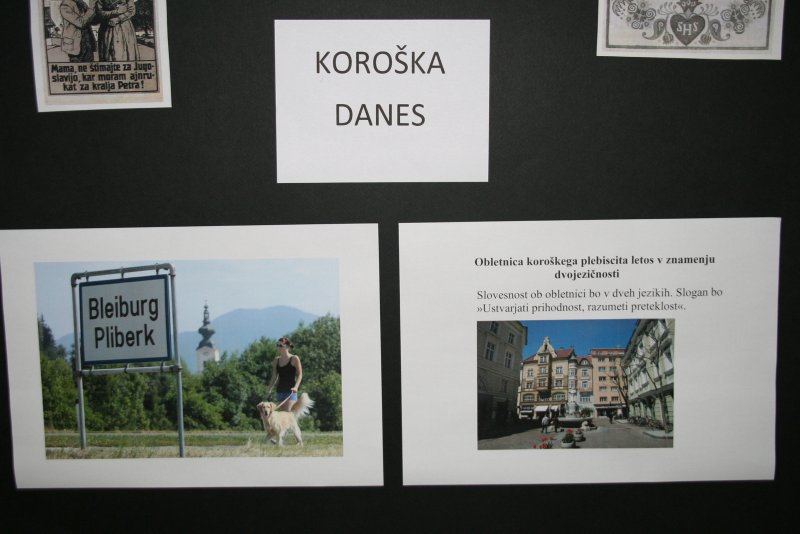 Mama, ne štimajte za Jugo-
slavijo, kar moram ajnru-
kat za kralja Petra!
SHS
KOROŠKA
DANES
Bleiburg
Pliberk
Obletnica koroškega plebiscita letos v znamenju
dvojezičnosti
Slovesnost ob obletnici bo v dveh jezikih. Slogan bo
»Ustvarjati prihodnost, razumeti preteklost«.